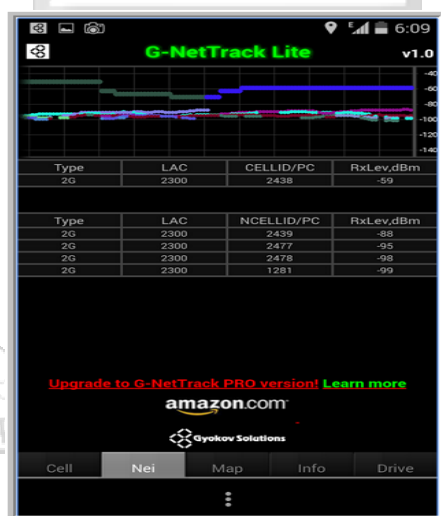 E 6:09
G-NetTrack Lite v1.0
-40
-60
-80
-100
-120
-140
Type LAC CELLID/PC RxLev,dBm
2G 2300 2438 -59
Type LAC NCELLID/PC RxLev,dBm
2G 2300 2439 -88
2G 2300 2477 -95
2G 2300 2478 -98
2G 2300 1281 -99
Upgrade to G-NetTrack PRO version! Learn more
amazon.com
Gyokov Solutions
Cell Nei Map Info Drive